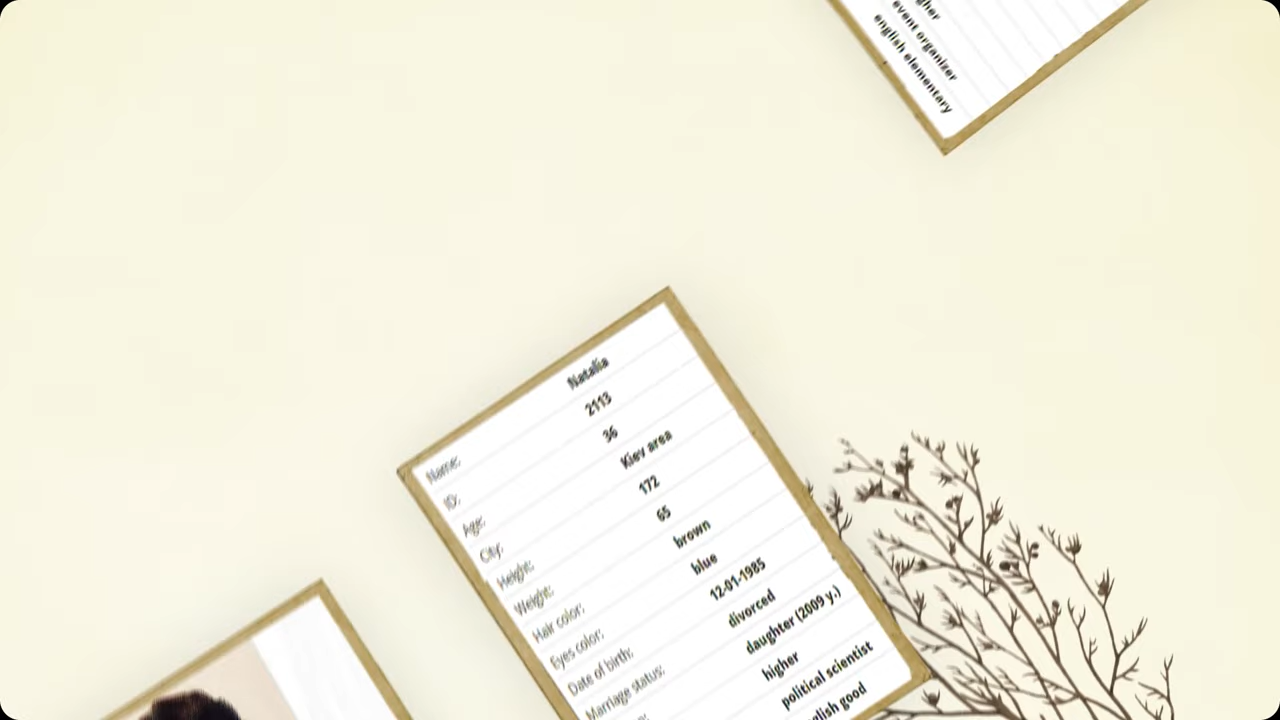 event organizer
english elementary
Name: Natalia
ID: 2113
Age: 36
City: Kiev area
Height: 172
Weight: 65
Hair color: brown
Eyes color: blue
Date of birth: 12-01-1985
Marriage status: divorced
daughter (2009 y.)
higher
political scientist
good